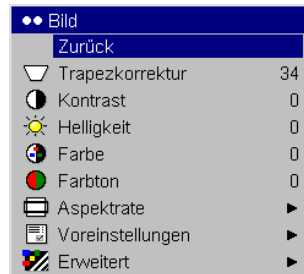 Bild
Zurück
Trapezkorrektur 34
Kontrast 0
Helligkeit 0
Farbe 0
Farbton 0
Aspektrate
Voreinstellungen
Erweitert